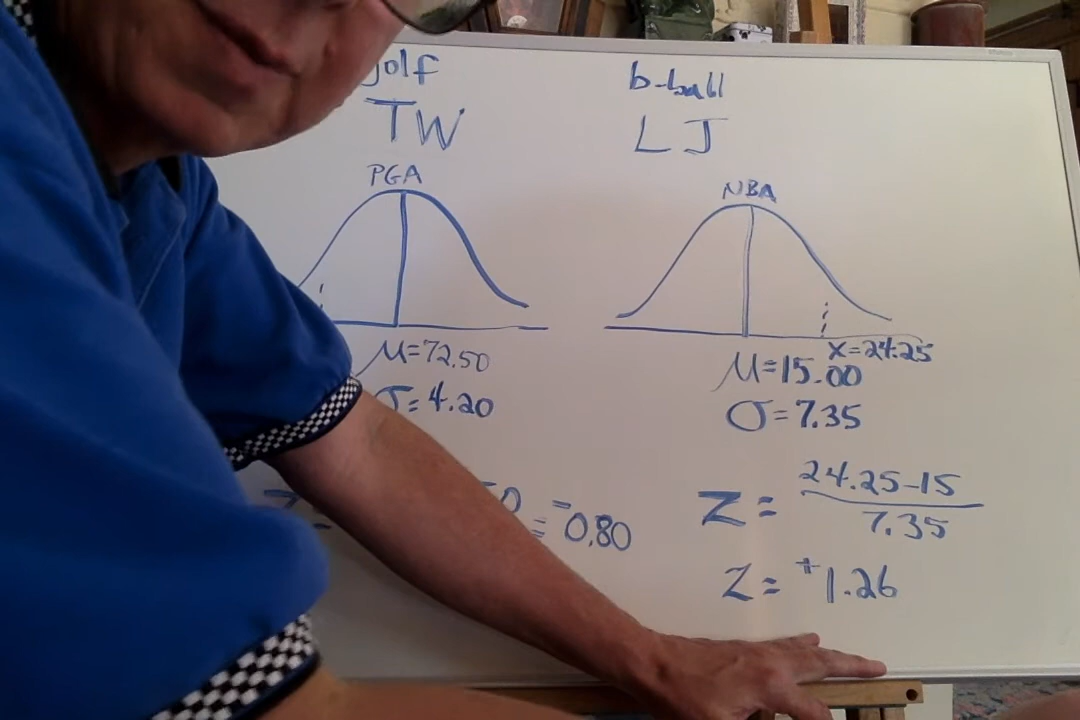 golf
TW
PGA
μ=72.50
σ=4.20
Z=
50
= -0.80
b-ball
LJ
NBA
X=24.25
μ=15.00
σ=7.35
Z= 24.25-15
7.35
Z= +1.26